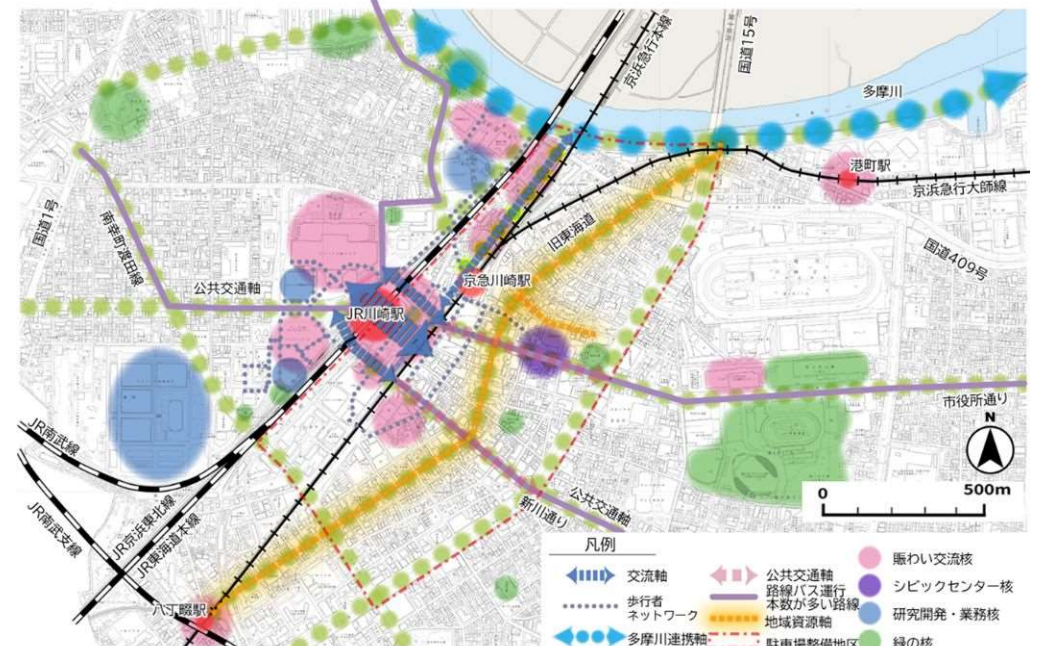 京浜急行本線
国道15号
多摩川
港町駅
京浜急行大師線
国道1号
南幸町渡田線
旧東海道
国道409号
公共交通軸
京急川崎駅
JR川崎駅
市役所通り
N
JR南武線
0 500m
JR南武支線
JR京浜東北線
JR東海道本線
新川通り
公共交通軸
八丁畷駅
凡例
交流軸
歩行者
ネットワーク
多摩川連携軸
公共交通軸
路線バス運行
本数が多い路線
地域資源軸
駐車場整備地区
賑わい交流核
シビックセンター核
研究開発・業務核
緑の核